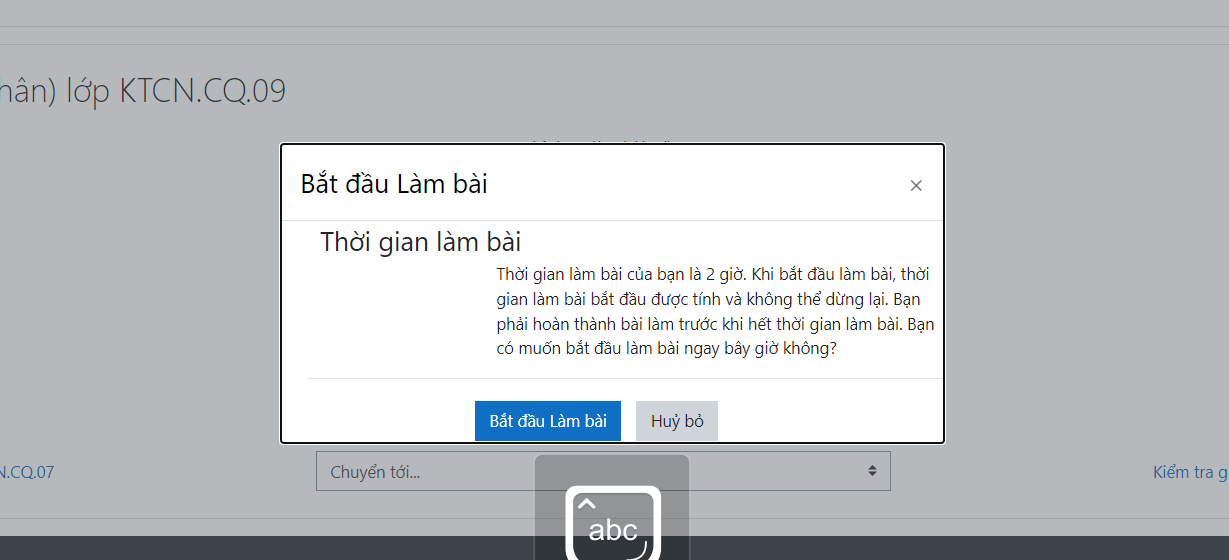 hân) lớp KTCN.CQ.09
Bắt đầu Làm bài
×
Thời gian làm bài
Thời gian làm bài của bạn là 2 giờ. Khi bắt đầu làm bài, thời
gian làm bài bắt đầu được tính và không thể dừng lại. Bạn
phải hoàn thành bài làm trước khi hết thời gian làm bài. Bạn
có muốn bắt đầu làm bài ngay bây giờ không?
Bắt đầu Làm bài Huỷ bỏ
N.CQ.07 Chuyển tới... Kiểm tra g
abc